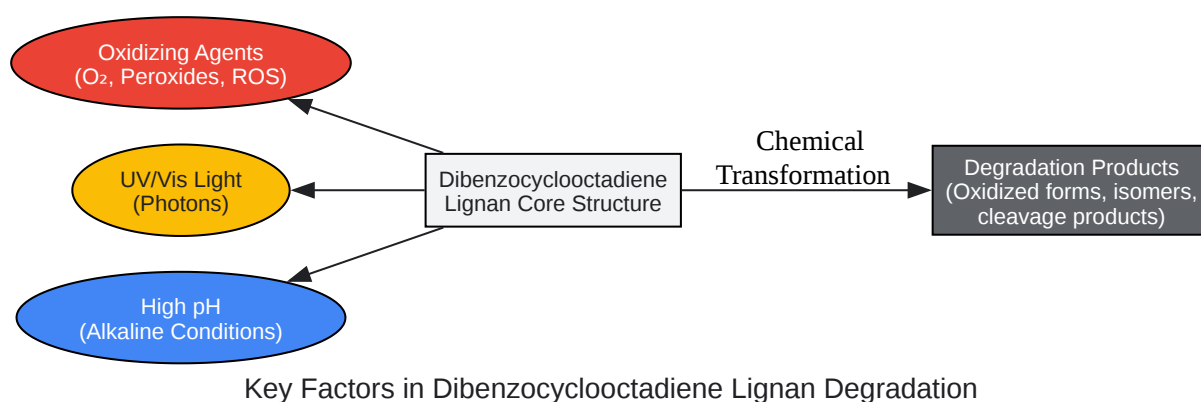 Oxidizing Agents
(O₂, Peroxides, ROS)
UV/Vis Light
(Photons)
High pH
(Alkaline Conditions)
Dibenzocyclooctadiene
Lignan Core Structure
Chemical
Transformation
Degradation Products
(Oxidized forms, isomers,
cleavage products)
Key Factors in Dibenzocyclooctadiene Lignan Degradation